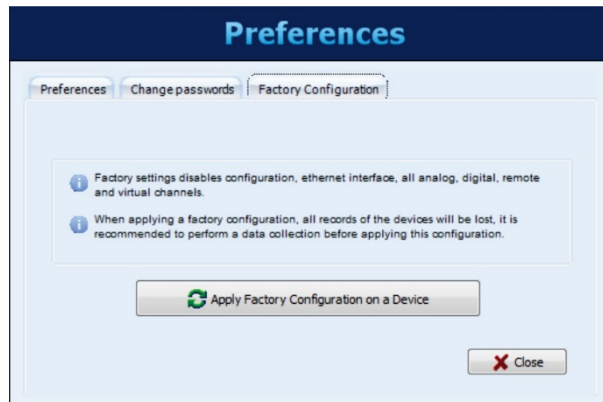 Preferences
Preferences Change passwords Factory Configuration
Factory settings disables configuration, ethernet interface, all analog, digital, remote
and virtual channels.
When applying a factory configuration, all records of the devices will be lost, it is
recommended to perform a data collection before applying this configuration.
Apply Factory Configuration on a Device
Close